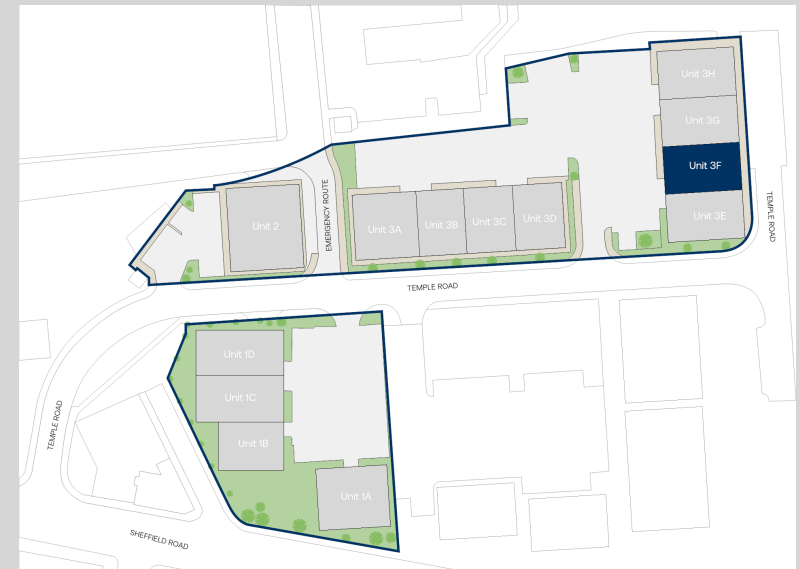 Unit 3H
Unit 3G
Unit 3F
Unit 3E
TEMPLE ROAD
Unit 2
EMERGENCY ROUTE
Unit 3A
Unit 3B
Unit 3C
Unit 3D
TEMPLE ROAD
Unit 1D
Unit 1C
Unit 1B
Unit 1A
TEMPLE ROAD
SHEFFIELD ROAD